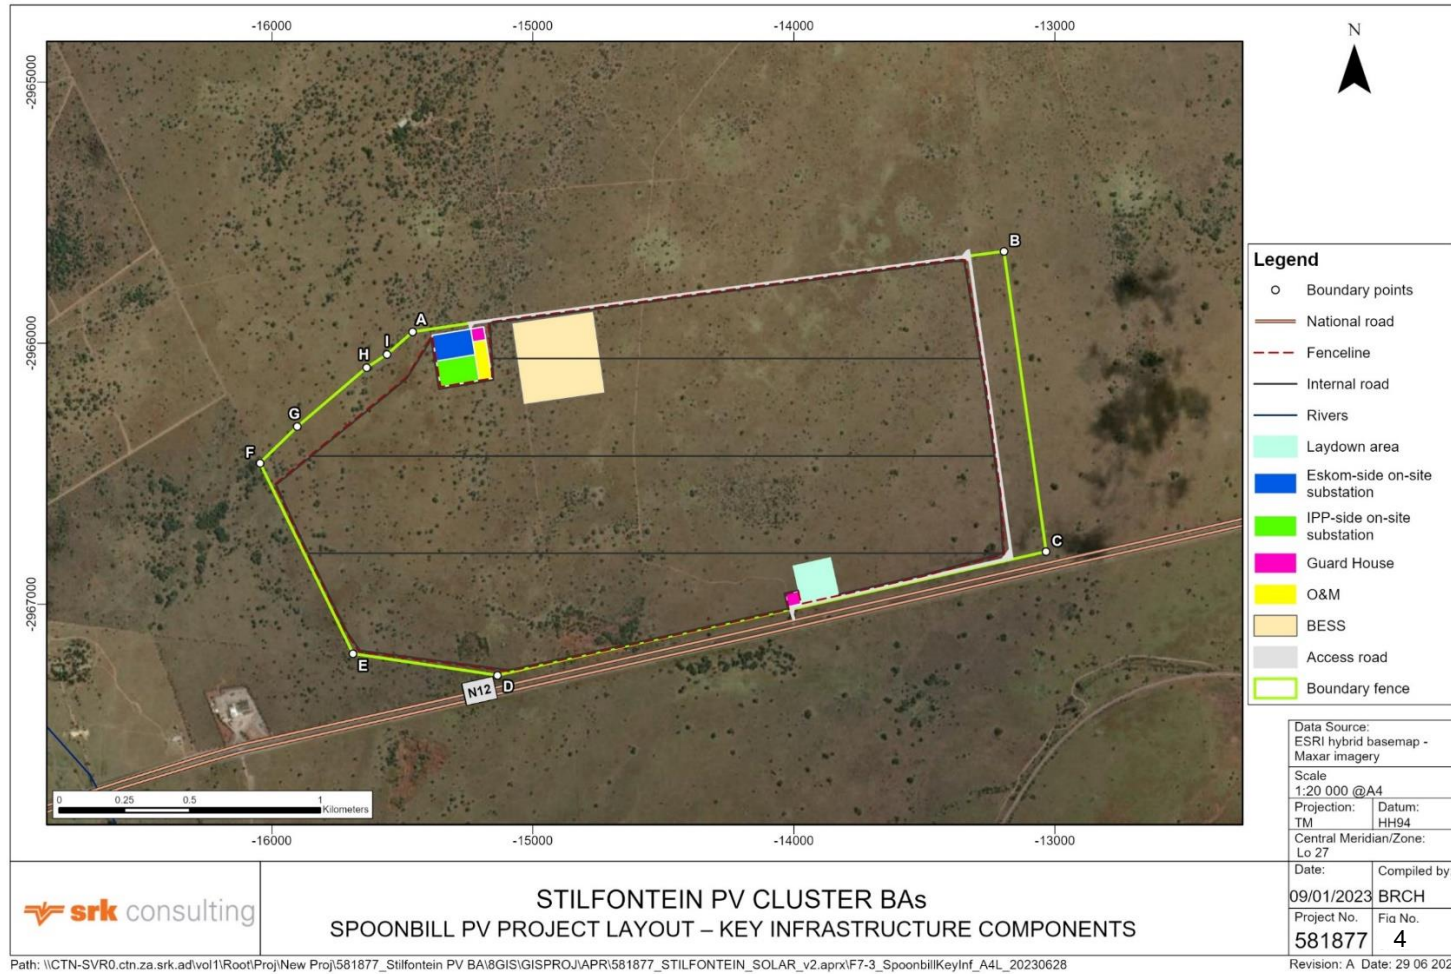 -16000
-15000
-14000
-13000
N
-2965000
-2966000
-2967000
A
B
C
D
E
F
G
H
I
N12
0 0.25 0.5 1
Kilometers
-16000
-15000
-14000
-13000
Legend
Boundary points
National road
Fenceline
Internal road
Rivers
Laydown area
Eskom-side on-site
substation
IPP-side on-site
substation
Guard House
O&M
BESS
Access road
Boundary fence
Data Source:
ESRI hybrid basemap -
Maxar imagery
Scale
1:20 000 @A4
Projection: Datum:
TM HH94
Central Meridian/Zone:
Lo 27
Date: Compiled by:
09/01/2023 BRCH
Project No. Fig No.
581877 4
srk consulting
STILFONTEIN PV CLUSTER BAs
SPOONBILL PV PROJECT LAYOUT – KEY INFRASTRUCTURE COMPONENTS
Path: \\CTN-SVR0.ctn.za.srk.ad\vol1\Root\Proj\New Proj\581877_Stilfontein PV BA\8GIS\GISPROJ\APR\581877_STILFONTEIN_SOLAR_v2.aprx\F7-3_SpoonbillKeyInf_A4L_20230628
Revision: A Date: 29 06 202